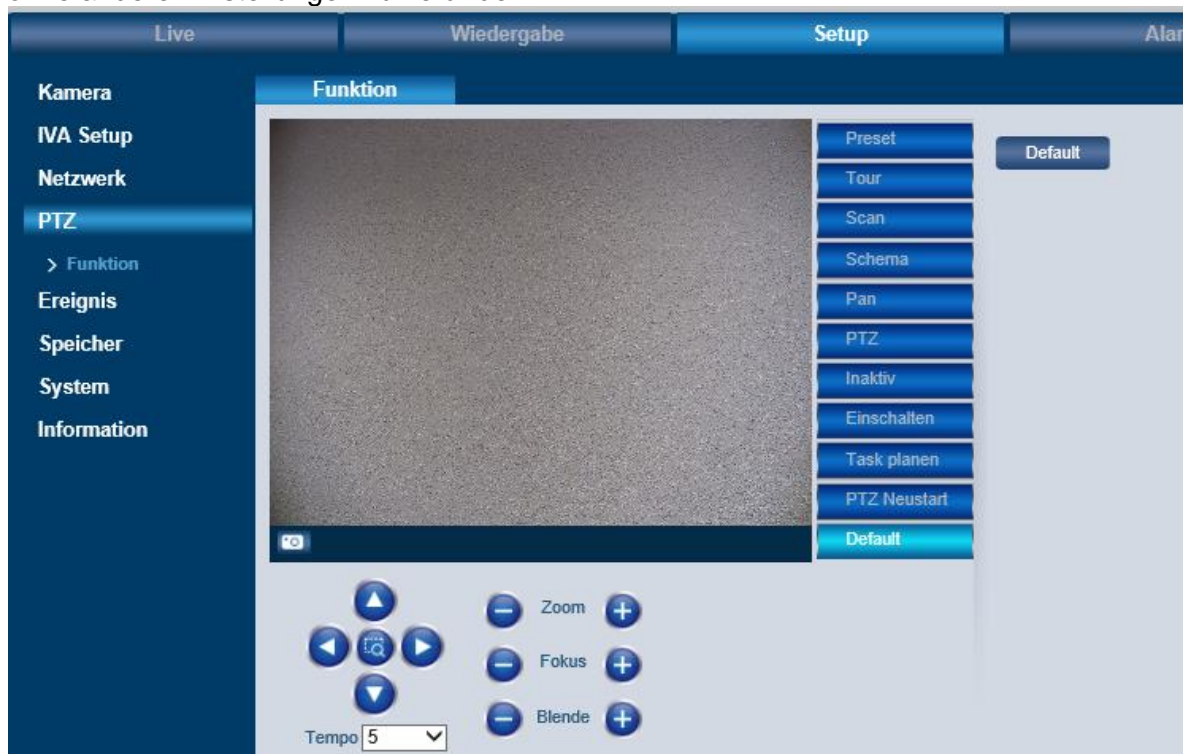 Live Wiedergabe Setup
Kamera
IVA Setup
Netzwerk
PTZ
> Funktion
Ereignis
Speicher
System
Information
Funktion
Preset
Tour
Scan
Schema
Pan
PTZ
Inaktiv
Einschalten
Task planen
PTZ Neustart
Default
Default
Zoom
Fokus
Blende
Tempo 5